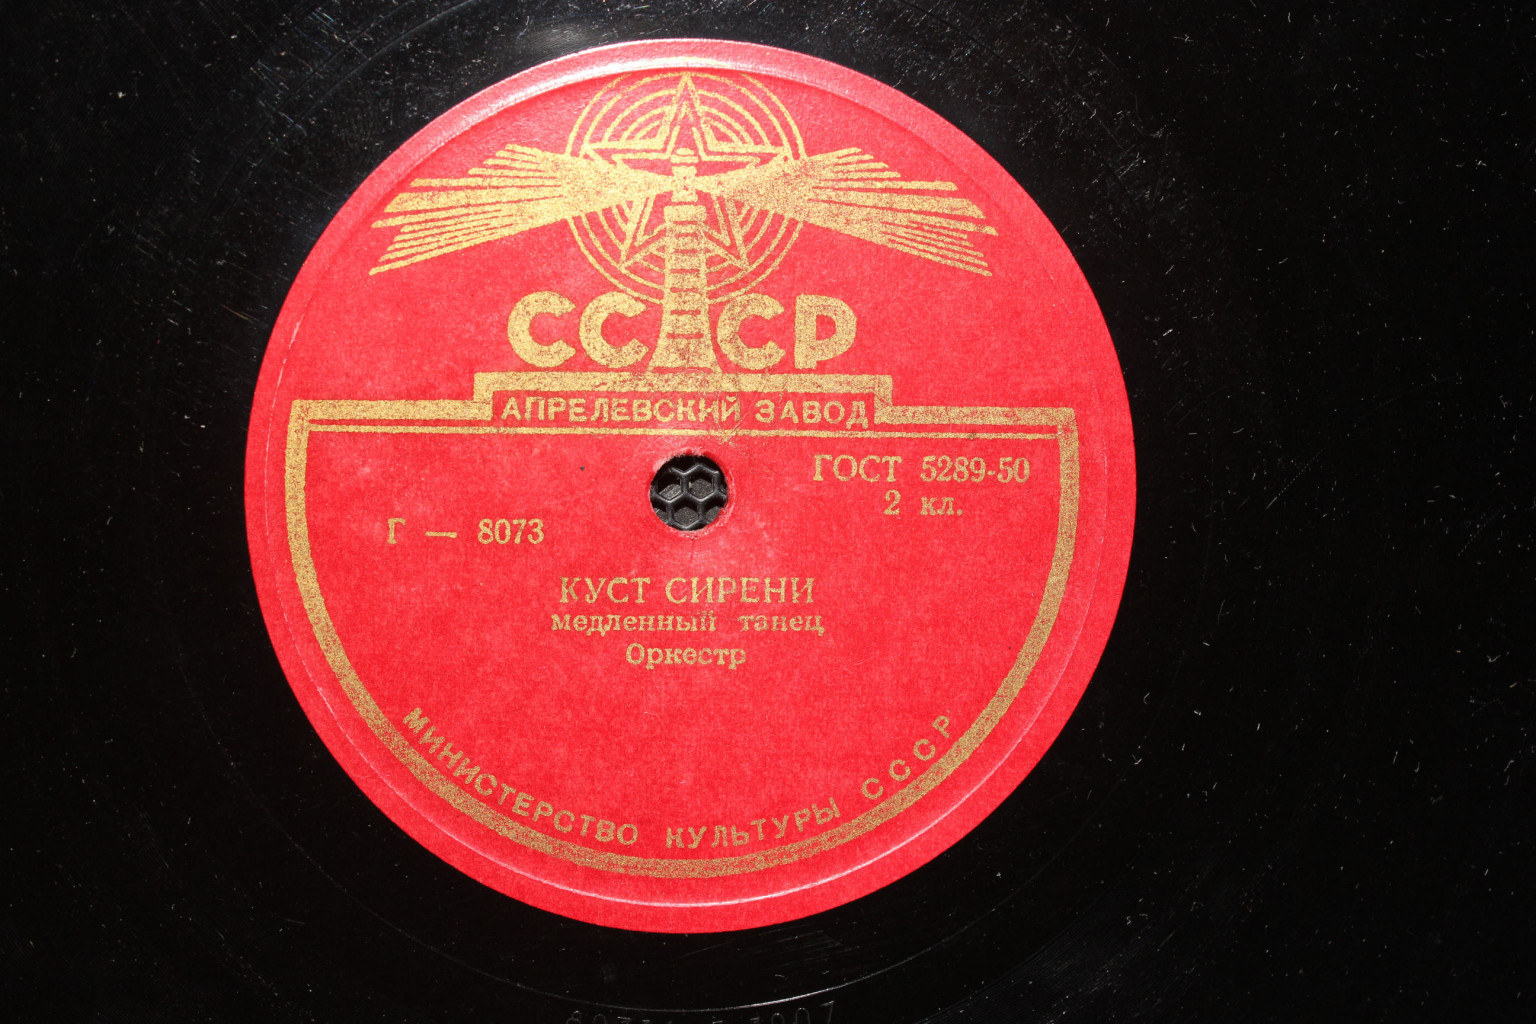 СССР
АПРЕЛЕВСКИЙ ЗАВОД
ГОСТ 5289-50
2 кл.
Г — 8073
КУСТ СИРЕНИ
медленный танец
Оркестр
МИНИСТЕРСТВО КУЛЬТУРЫ СССР